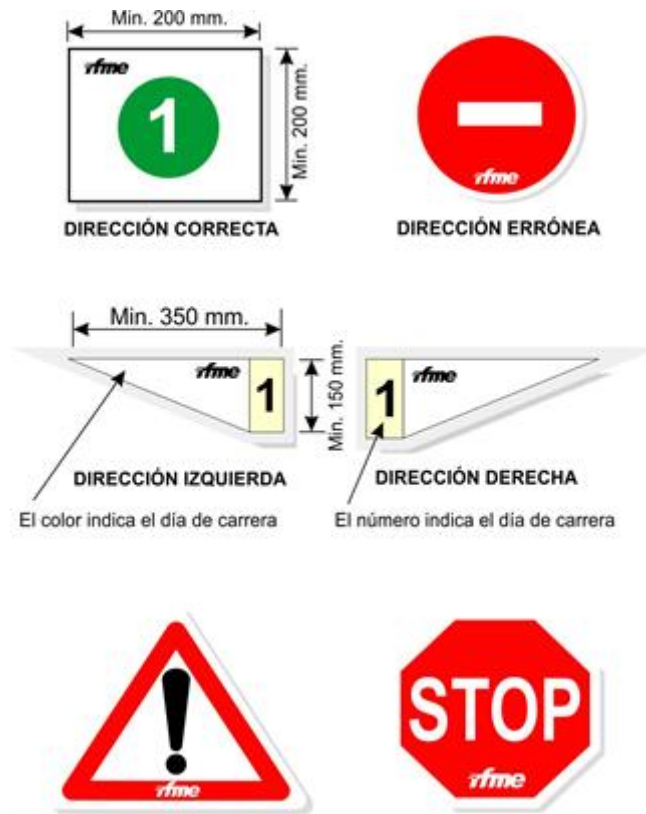 Min. 200 mm.
rfme
1
Min. 200 mm.
DIRECCIÓN CORRECTA
rfme
DIRECCIÓN ERRÓNEA
Min. 350 mm.
rfme
1
Min. 150 mm.
1
rfme
DIRECCIÓN IZQUIERDA
DIRECCIÓN DERECHA
El color indica el día de carrera
El número indica el día de carrera
rfme
STOP
rfme